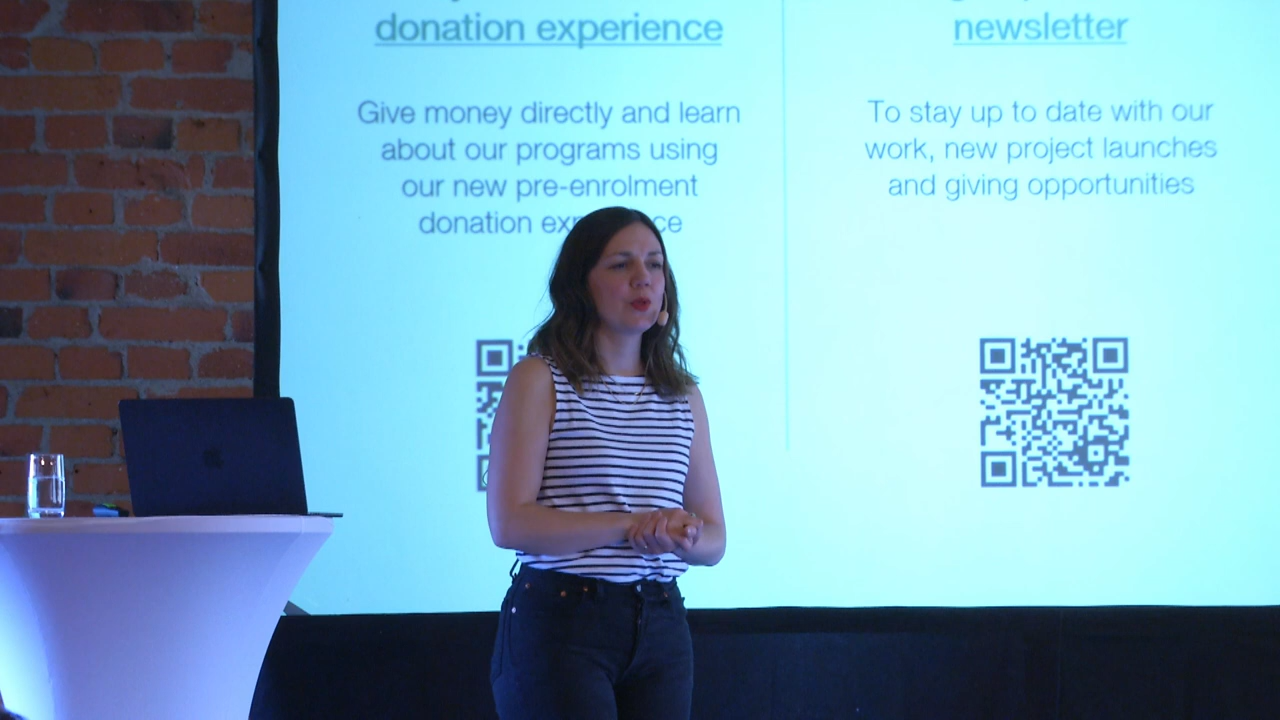 donation experience
Give money directly and learn
about our programs using
our new pre-enrolment
donation
newsletter
To stay up to date with our
work, new project launches
and giving opportunities